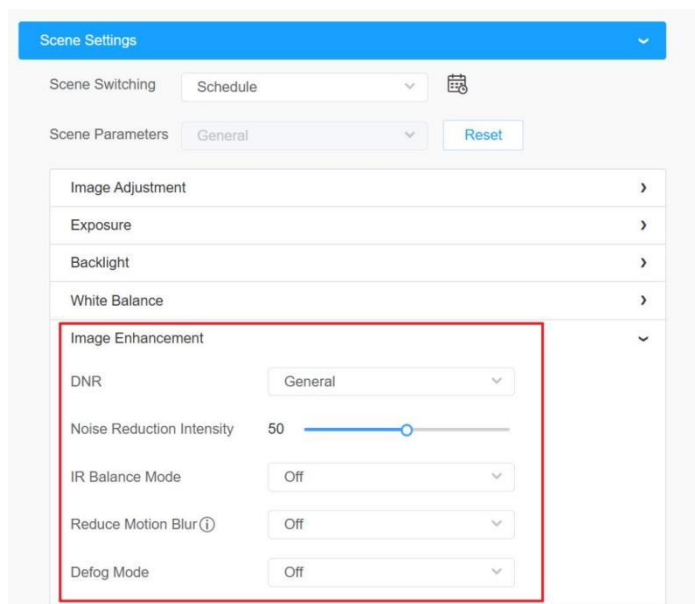 Scene Settings
Scene Switching Schedule
Scene Parameters General Reset
Image Adjustment
Exposure
Backlight
White Balance
Image Enhancement
DNR General
Noise Reduction Intensity 50
IR Balance Mode Off
Reduce Motion Blur Off
Defog Mode Off